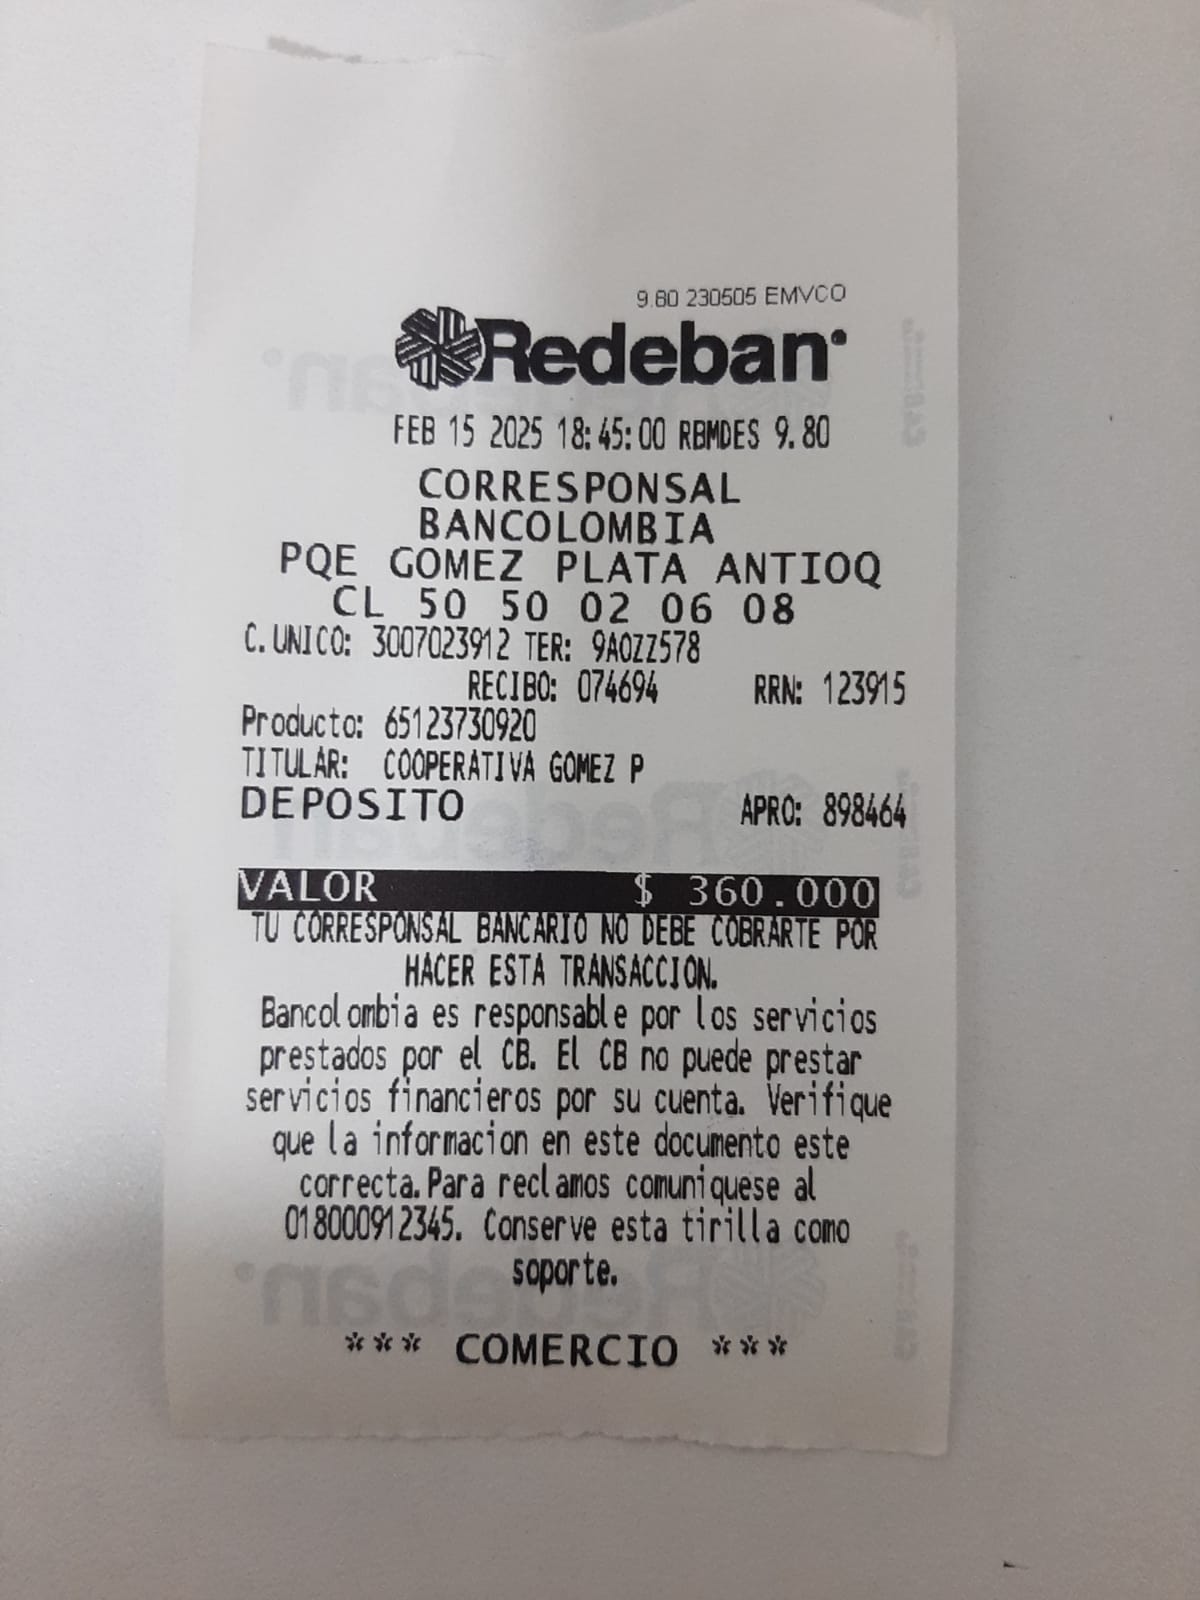 9.80 230505 EMVCO
Redeban
FEB 15 2025 18:45:00 RBMDES 9.80
CORRESPONSAL
BANCOLOMBIA
PQE GOMEZ PLATA ANTIOQ
CL 50 50 02 06 08
C.UNICO: 3007023912 TER: 9AOZZ578
RECIBO: 074694 RRN: 123915
Producto: 65123730920
TITULAR: COOPERATIVA GOMEZ P
DEPOSITO APRO: 898464
VALOR $ 360.000
TU CORRESPONSAL BANCARIO NO DEBE COBRARTE POR
HACER ESTA TRANSACCION.
Bancolombia es responsable por los servicios
prestados por el CB. El CB no puede prestar
servicios financieros por su cuenta. Verifique
que la informacion en este documento este
correcta.Para reclamos comuniquese al
018000912345. Conserve esta tirilla como
soporte.
*** COMERCIO ***
Redeban
Redeban
Redeban